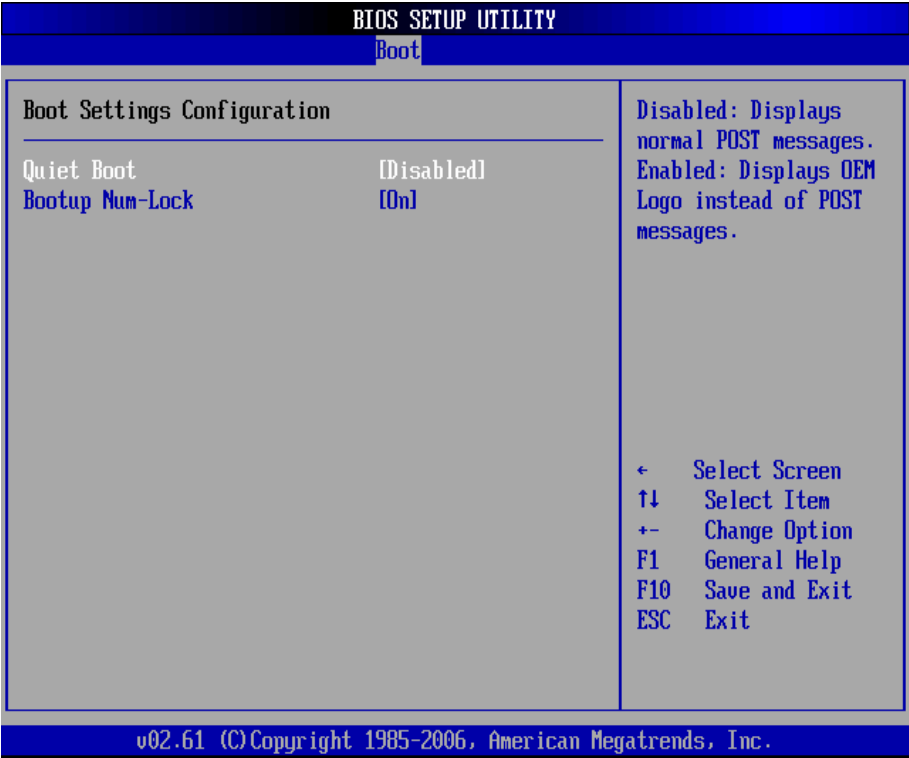 BIOS SETUP UTILITY
Boot
Boot Settings Configuration
Quiet Boot [Disabled]
Bootup Num-Lock [On]
Disabled: Displays
normal POST messages.
Enabled: Displays OEM
Logo instead of POST
messages.
← Select Screen
↑↓ Select Item
+- Change Option
F1 General Help
F10 Save and Exit
ESC Exit
v02.61 (C)Copyright 1985-2006, American Megatrends, Inc.